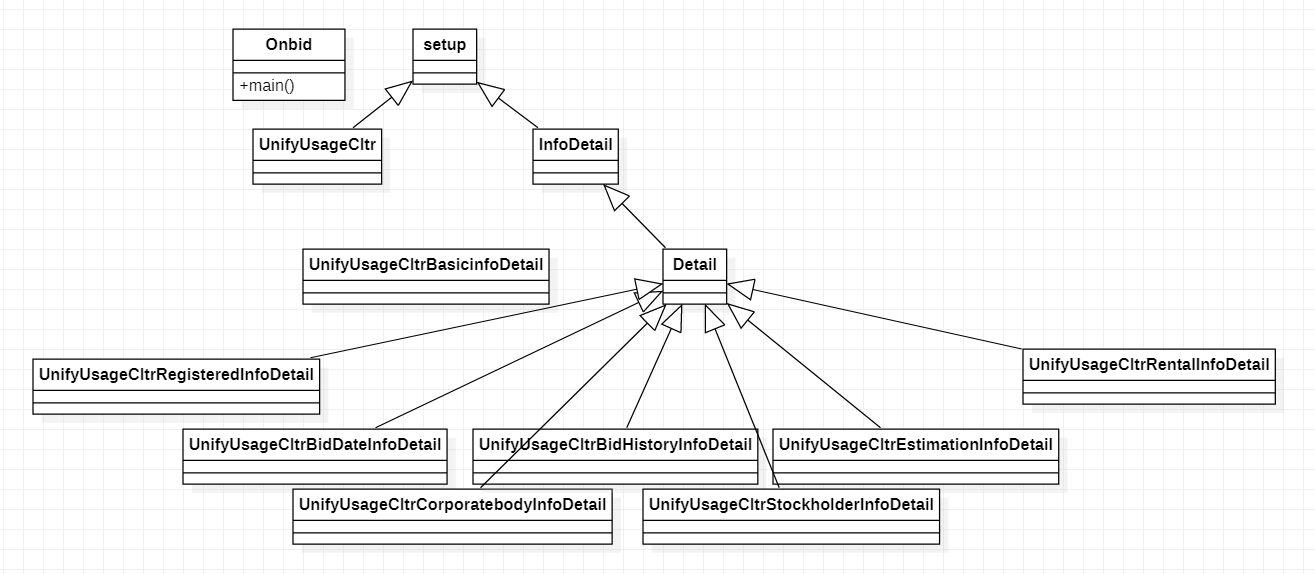 Onbid
setup
+main()
UnifyUsageCltr
InfoDetail
UnifyUsageCltrBasicinfoDetail
Detail
UnifyUsageCltrRegisteredInfoDetail
UnifyUsageCltrRentalInfoDetail
UnifyUsageCltrBidDateInfoDetail
UnifyUsageCltrBidHistoryInfoDetail
UnifyUsageCltrEstimationInfoDetail
UnifyUsageCltrCorporatebodyInfoDetail
UnifyUsageCltrStockholderInfoDetail